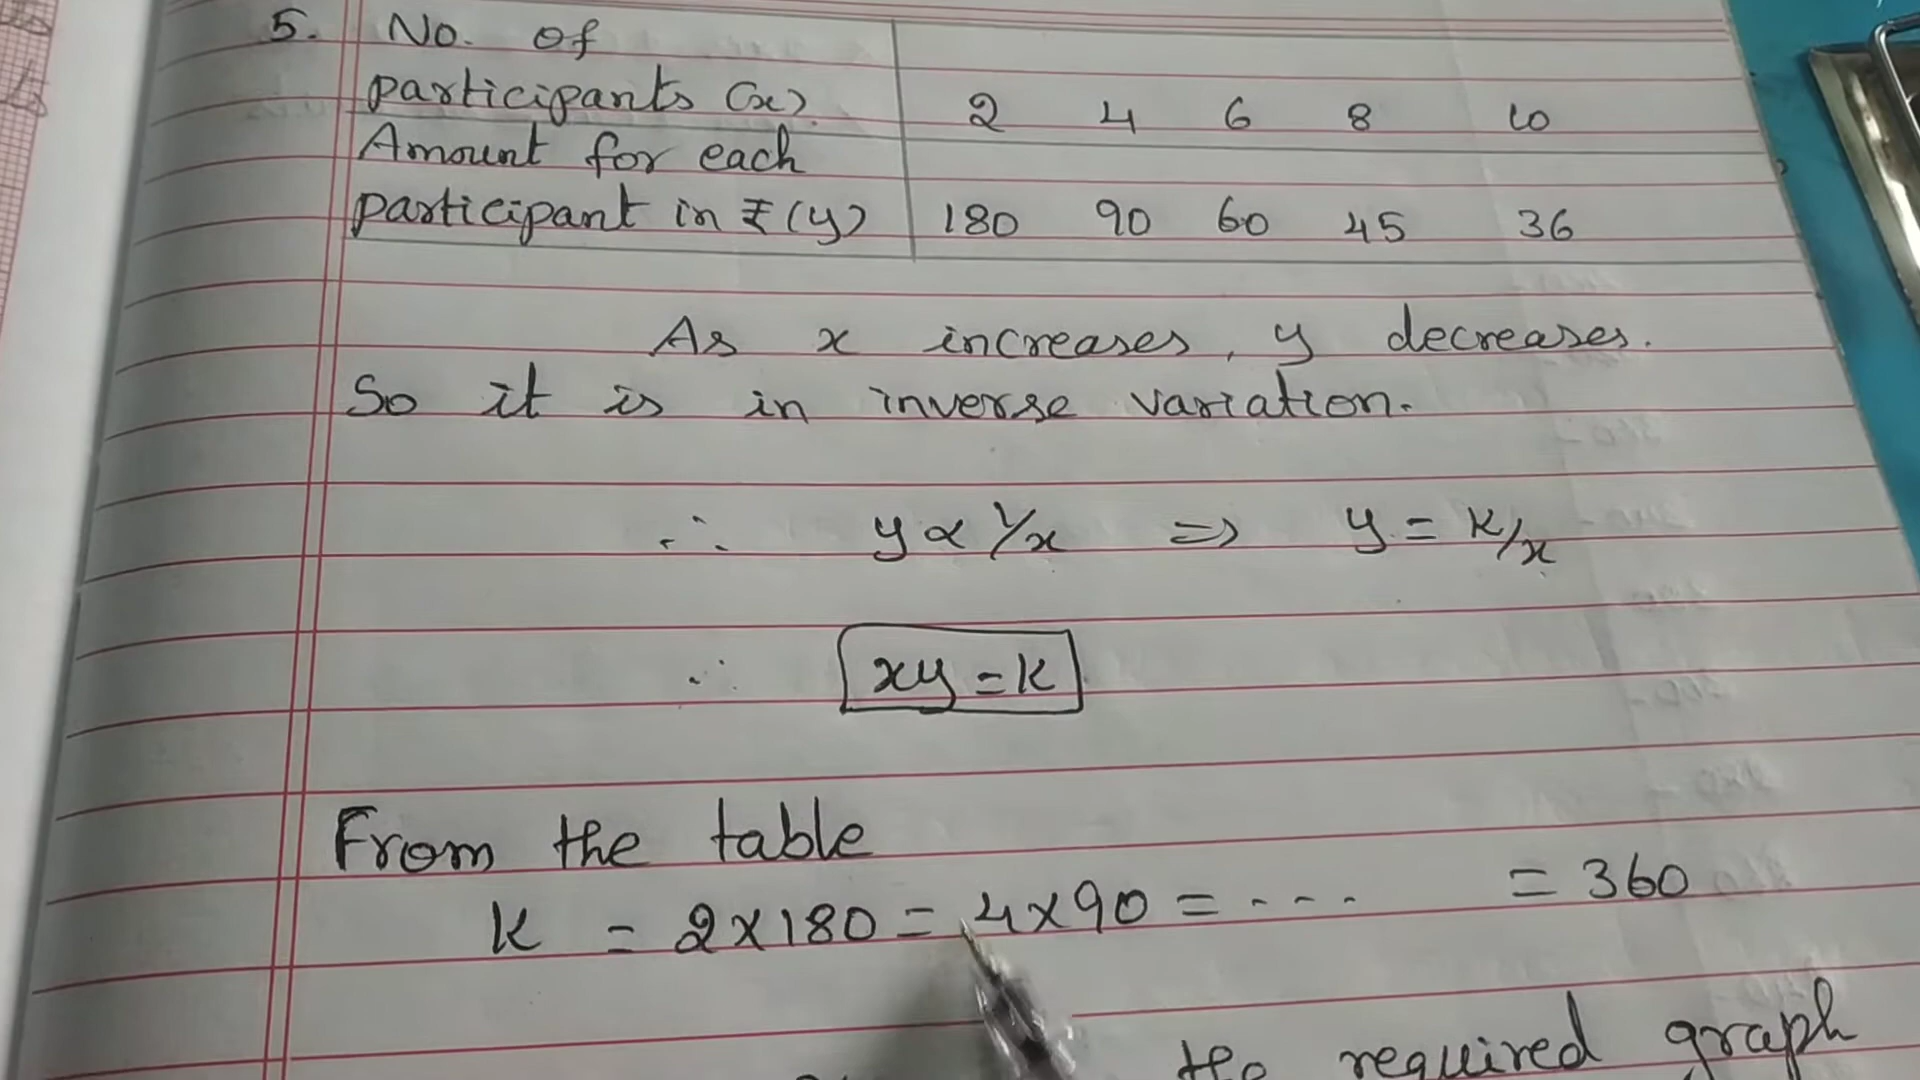 5. No. of
participants (x). 2 4 6 8 10
Amount for each
participant in ₹ (y) 180 90 60 45 36
As x increases, y decreases.
So it is in inverse variation.
∴ y ∝ 1/x ⇒ y = k/x
∴ xy = k
From the table
k = 2 x 180 = 4 x 90 = ---- = 360
the required graph